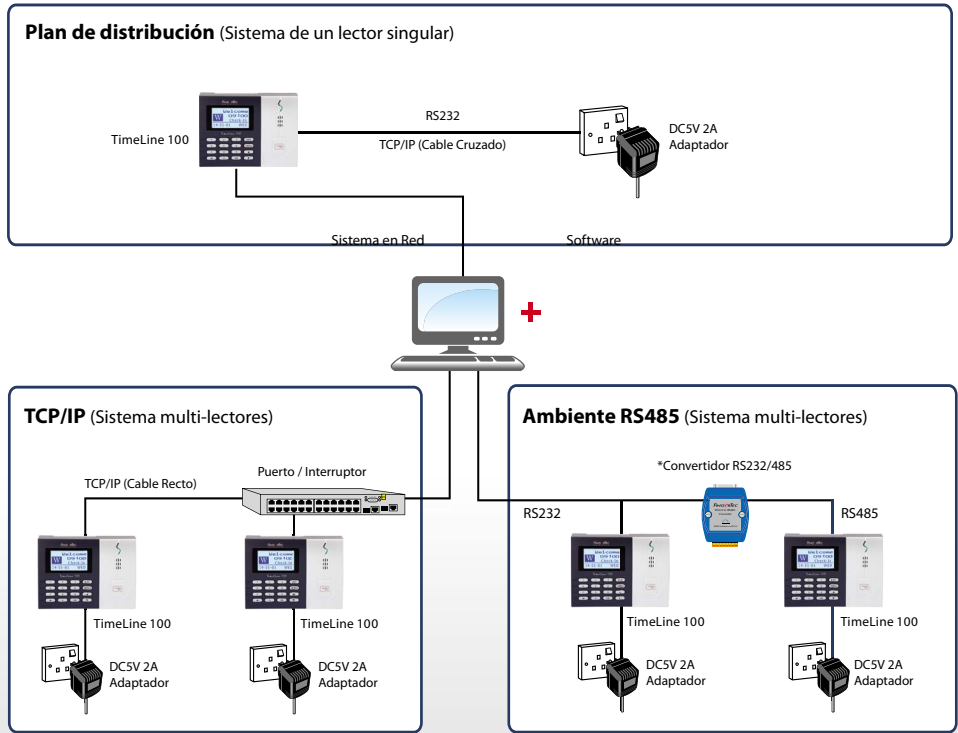 Plan de distribución (Sistema de un lector singular)
TimeLine 100
RS232
TCP/IP (Cable Cruzado)
DC5V 2A
Adaptador
Sistema en Red
Software
TCP/IP (Sistema multi-lectores)
TCP/IP (Cable Recto)
Puerto / Interruptor
TimeLine 100
TimeLine 100
DC5V 2A
Adaptador
DC5V 2A
Adaptador
Ambiente RS485 (Sistema multi-lectores)
*Convertidor RS232/485
RS232
RS485
TimeLine 100
TimeLine 100
DC5V 2A
Adaptador
DC5V 2A
Adaptador